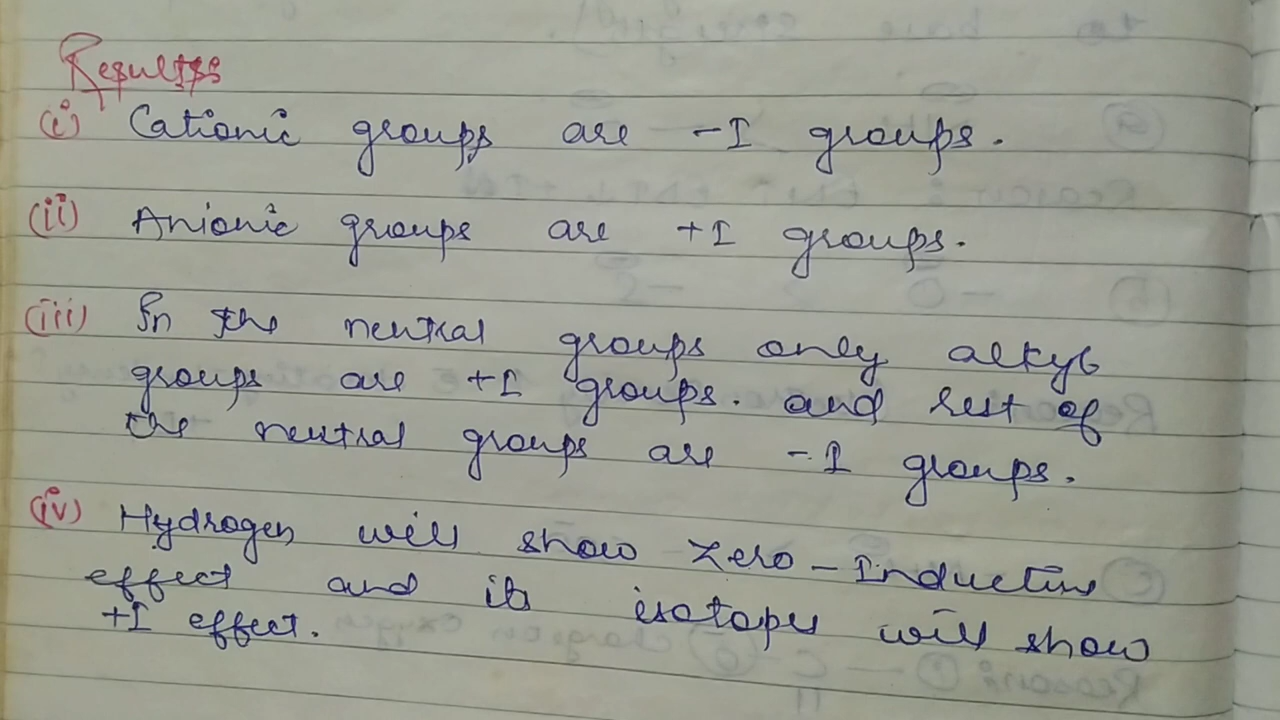 Results
(i) Cationic groups are -I groups.
(ii) Anionic groups are +I groups.
(iii) In the neutral groups only alkyl
groups are +I groups. and rest of
the neutral groups are -I groups.
(iv) Hydrogen will show zero-Inductive
effect and its isotopes will show
+I effect.